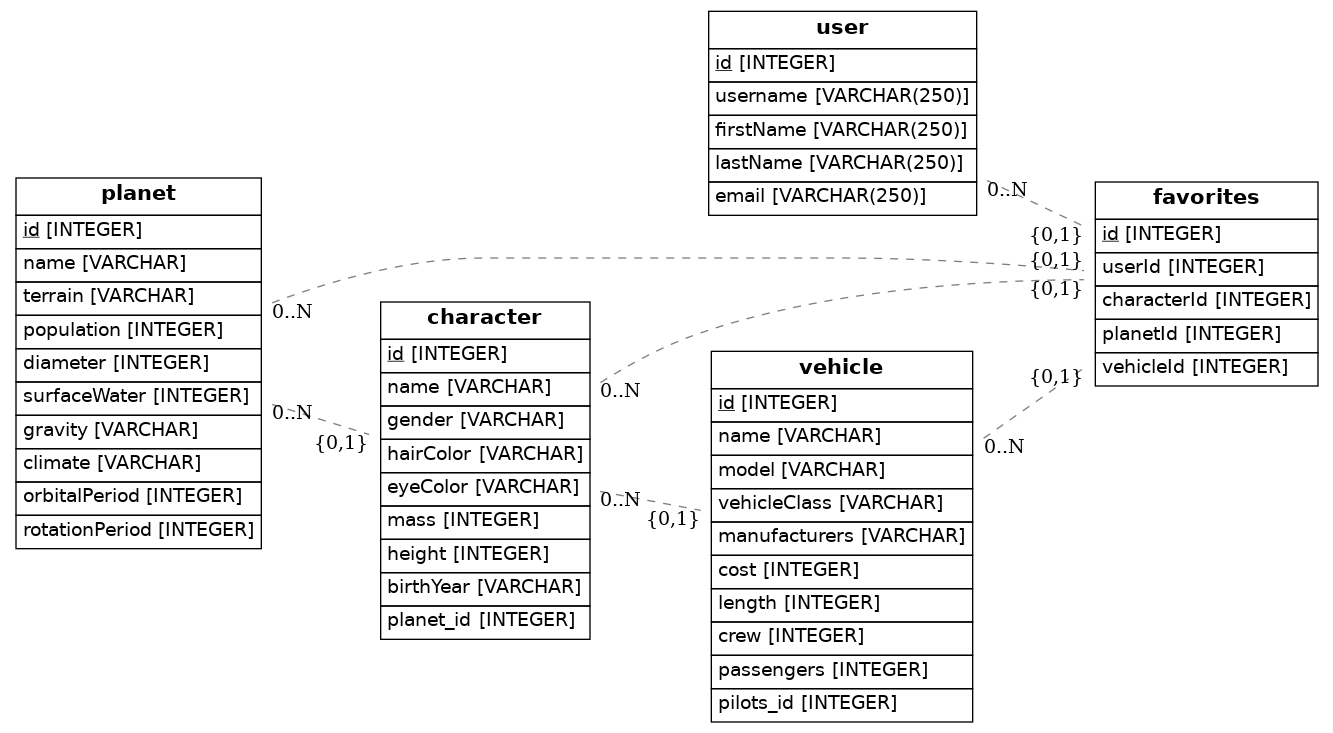 user
id [INTEGER]
username [VARCHAR(250)]
firstName [VARCHAR(250)]
lastName [VARCHAR(250)]
email [VARCHAR(250)]
planet
id [INTEGER]
name [VARCHAR]
terrain [VARCHAR]
population [INTEGER]
diameter [INTEGER]
surfaceWater [INTEGER]
gravity [VARCHAR]
climate [VARCHAR]
orbitalPeriod [INTEGER]
rotationPeriod [INTEGER]
favorites
id [INTEGER]
userId [INTEGER]
characterId [INTEGER]
planetId [INTEGER]
vehicleId [INTEGER]
character
id [INTEGER]
name [VARCHAR]
gender [VARCHAR]
hairColor [VARCHAR]
eyeColor [VARCHAR]
mass [INTEGER]
height [INTEGER]
birthYear [VARCHAR]
planet_id [INTEGER]
vehicle
id [INTEGER]
name [VARCHAR]
model [VARCHAR]
vehicleClass [VARCHAR]
manufacturers [VARCHAR]
cost [INTEGER]
length [INTEGER]
crew [INTEGER]
passengers [INTEGER]
pilots_id [INTEGER]
0..N
{0,1}
{0,1}
{0,1}
0..N
{0,1}
0..N
0..N
{0,1}
0..N
0..N
{0,1}